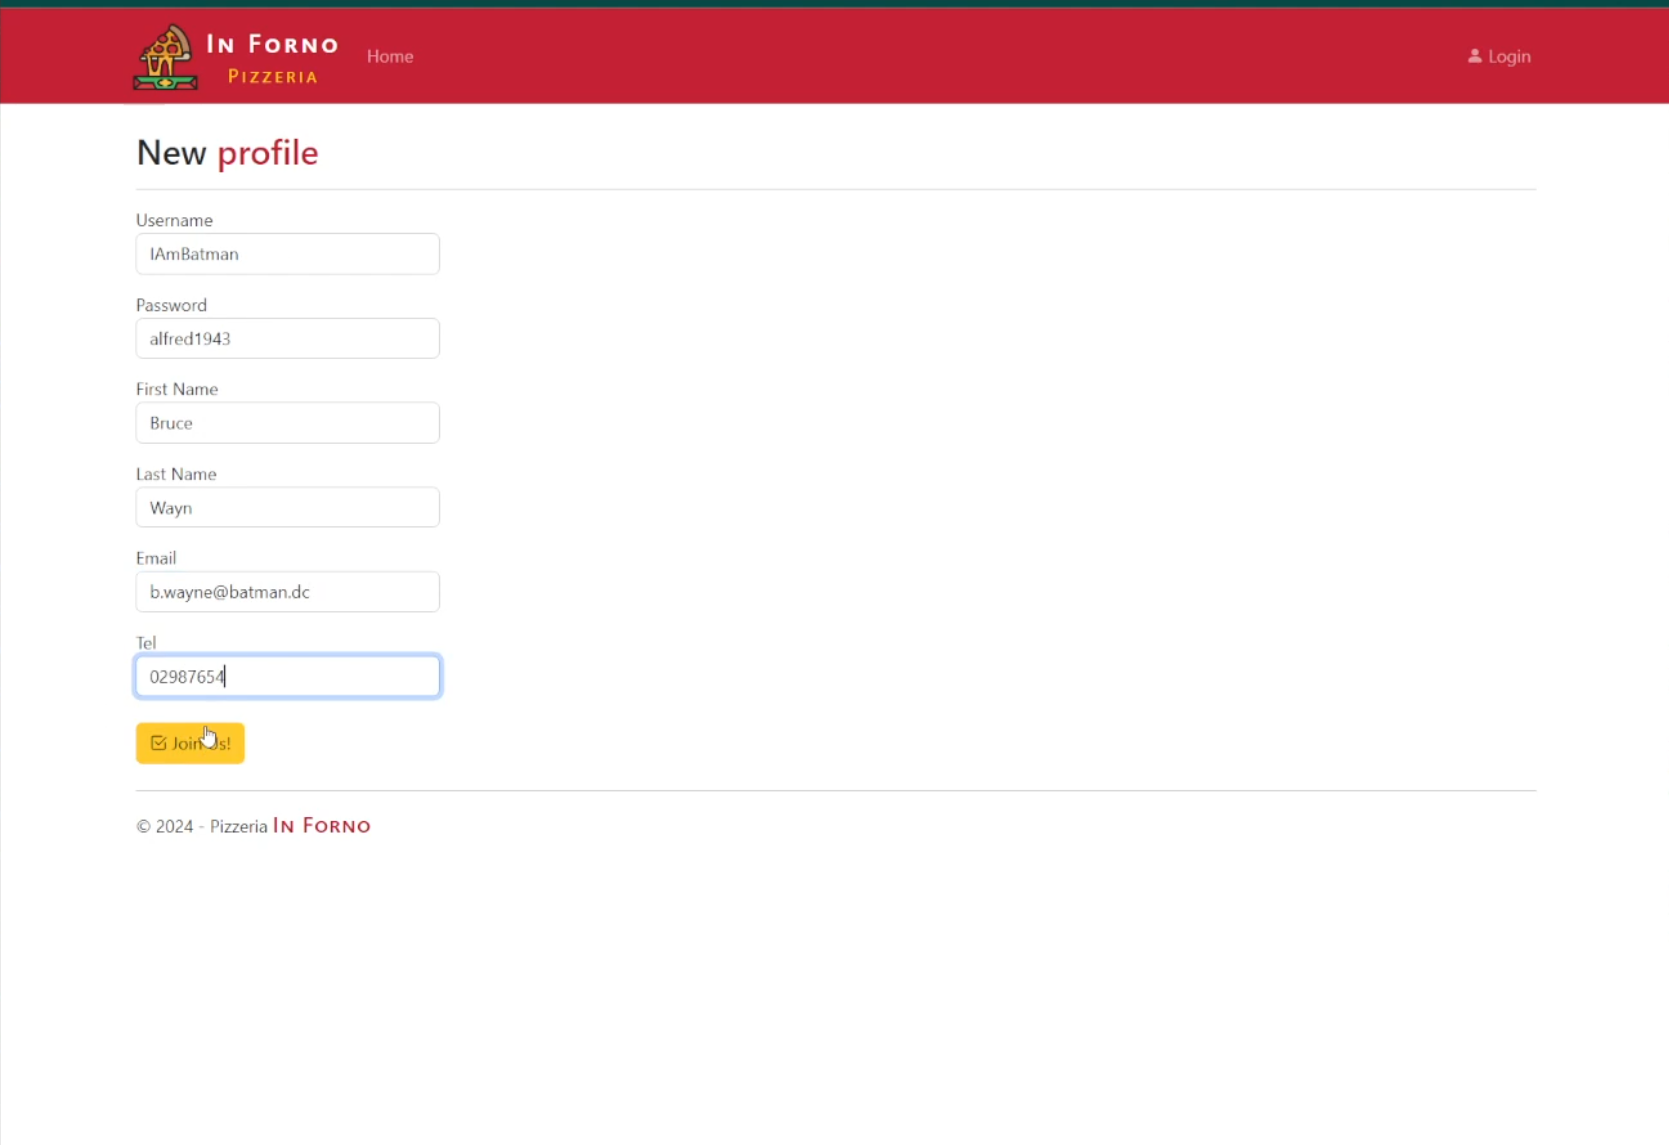 IN FORNO
PIZZERIA
Home
Login
New profile
Username
IAmBatman
Password
alfred1943
First Name
Bruce
Last Name
Wayn
Email
b.wayne@batman.dc
Tel
02987654
Join Us!
© 2024 - Pizzeria IN FORNO